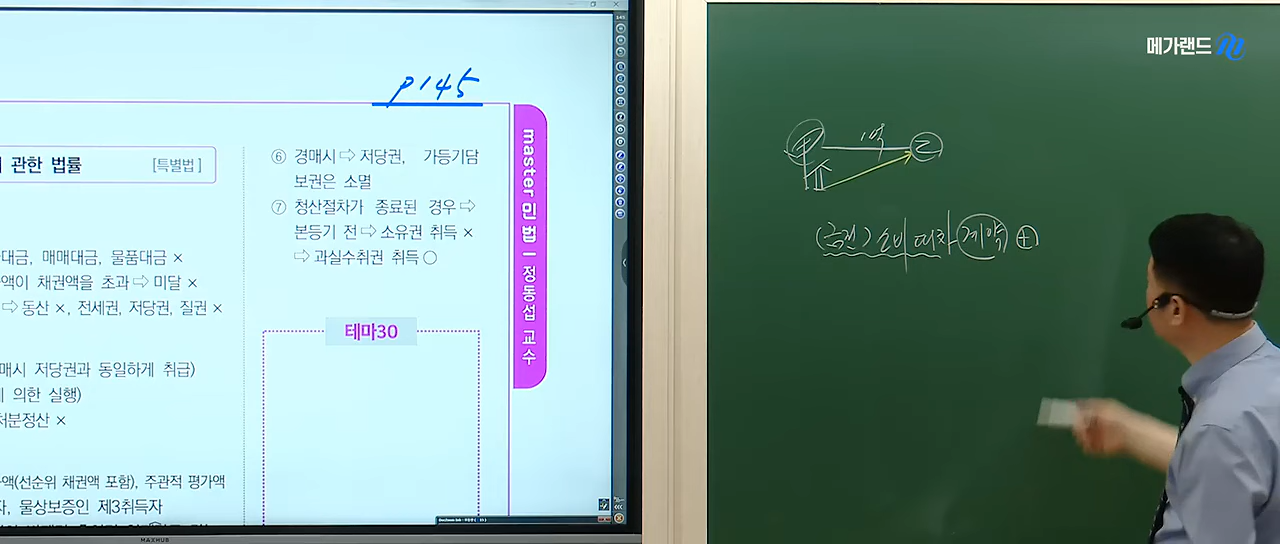 p145
관한 법률 [특별법]
대금, 매매대금, 물품대금 ×
액이 채권액을 초과 ⇨ 미달 ×
⇨ 동산 ×, 전세권, 저당권, 질권 ×
매시 저당권과 동일하게 취급)
의한 실행)
처분정산 ×
액(선순위 채권액 포함), 주관적 평가액
자, 물상보증인 제3취득자
⑥ 경매시 ⇨ 저당권, 가등기담
보권은 소멸
⑦ 청산절차가 종료된 경우 ⇨
본등기 전 ⇨ 소유권 취득 ×
⇨ 과실수취권 취득 ○
테마30
master 민법 - 정동섭 교수
MAXHUB
메가랜드 m
甲 1억 乙
(금전) 소비대차 계약 +